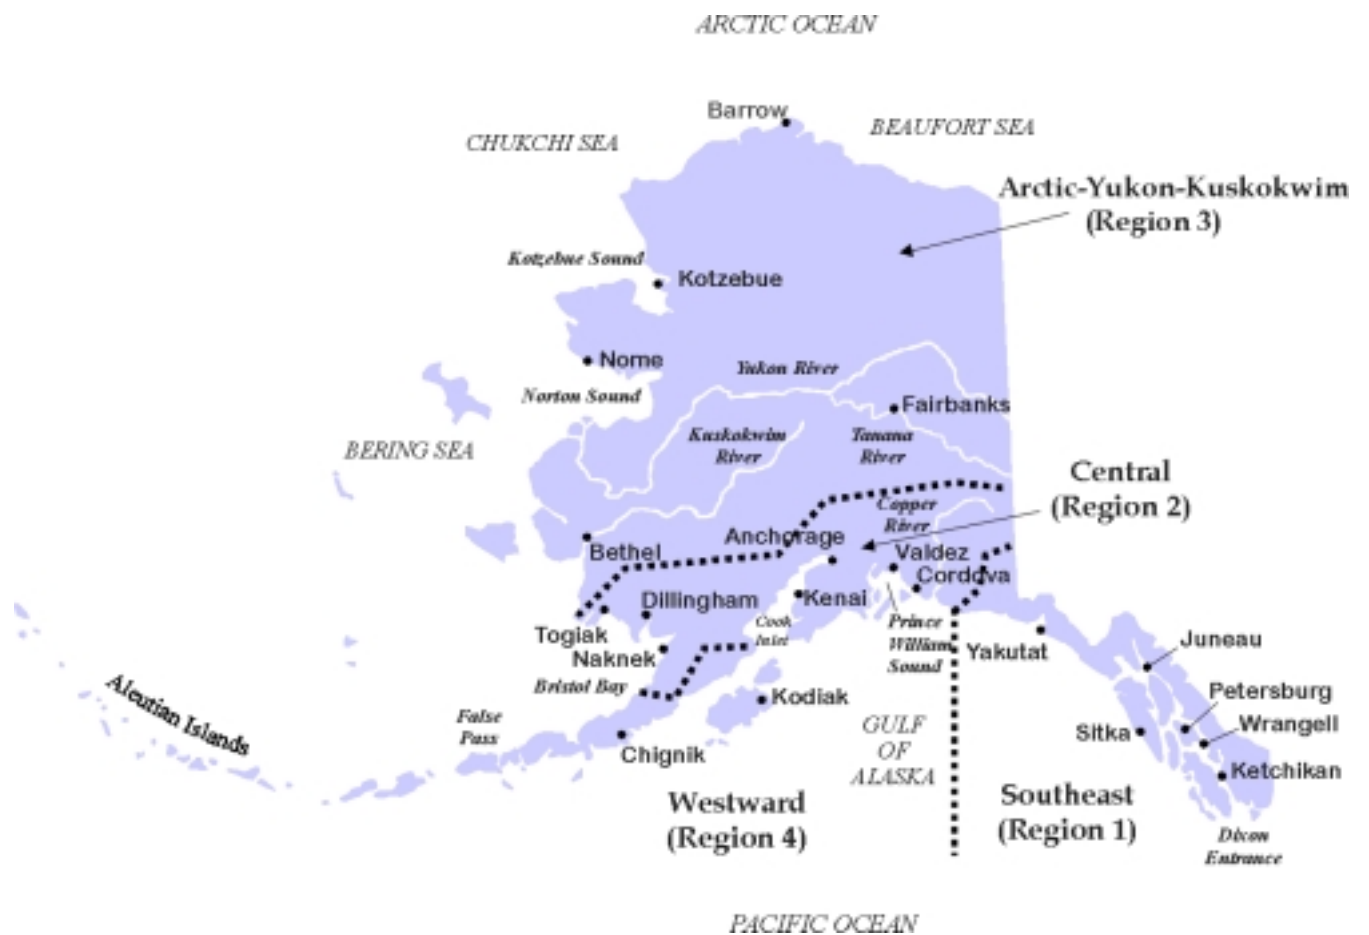 ARCTIC OCEAN
Barrow
BEAUFORT SEA
CHUKCHI SEA
Arctic-Yukon-Kuskokwim
(Region 3)
Kotzebue Sound
Kotzebue
Nome
Yukon River
Norton Sound
Fairbanks
Kuskokwim
River
Tanana
River
BERING SEA
Central
(Region 2)
Copper
River
Anchorage
Bethel
Valdez
Cordova
Dillingham
Kenai
Togiak
Cook
Inlet
Prince
William
Sound
Naknek
Yakutat
Juneau
Bristol Bay
Aleutian Islands
Kodiak
Petersburg
False
Pass
GULF
OF
ALASKA
Sitka
Wrangell
Chignik
Ketchikan
Westward
(Region 4)
Southeast
(Region 1)
Dixon
Entrance
PACIFIC OCEAN